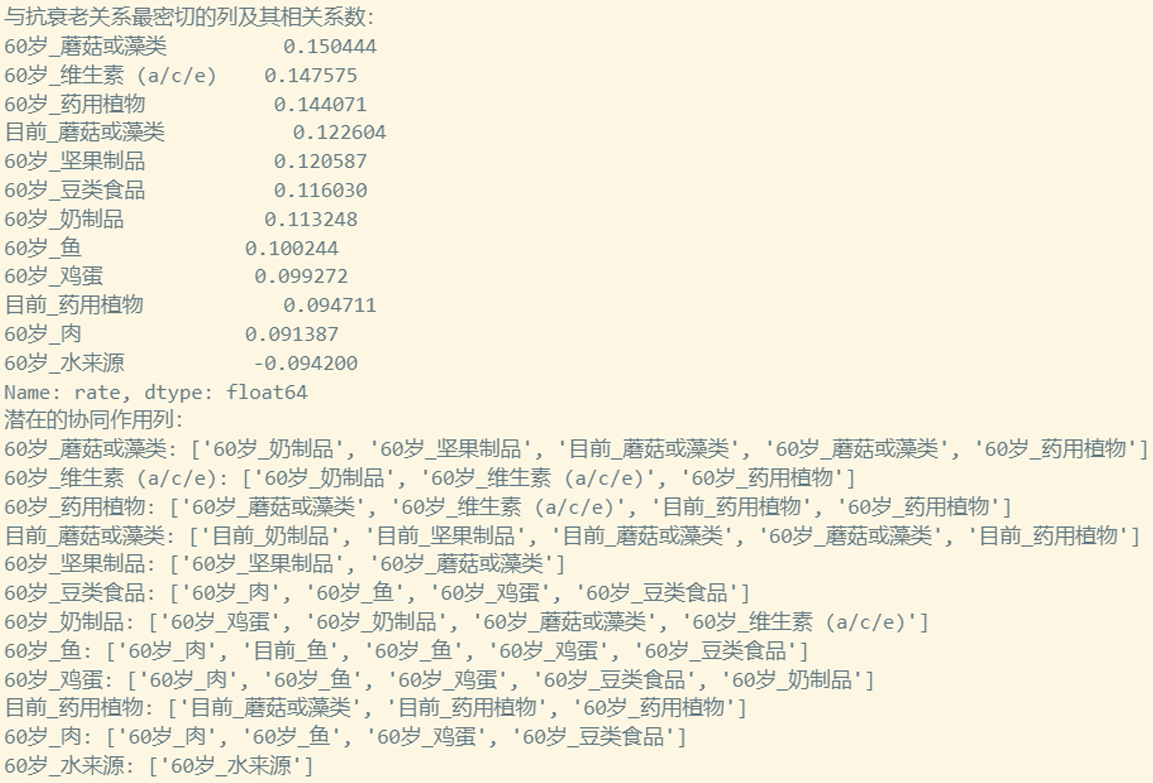 与抗衰老关系最密切的列及其相关系数:
60岁_蘑菇或藻类 0.150444
60岁_维生素 (a/c/e) 0.147575
60岁_药用植物 0.144071
目前_蘑菇或藻类 0.122604
60岁_坚果制品 0.120587
60岁_豆类食品 0.116030
60岁_奶制品 0.113248
60岁_鱼 0.100244
60岁_鸡蛋 0.099272
目前_药用植物 0.094711
60岁_肉 0.091387
60岁_水来源 -0.094200
Name: rate, dtype: float64
潜在的协同作用列:
60岁_蘑菇或藻类: ['60岁_奶制品', '60岁_坚果制品', '目前_蘑菇或藻类', '60岁_蘑菇或藻类', '60岁_药用植物']
60岁_维生素 (a/c/e): ['60岁_奶制品', '60岁_维生素 (a/c/e)', '60岁_药用植物']
60岁_药用植物: ['60岁_蘑菇或藻类', '60岁_维生素 (a/c/e)', '目前_药用植物', '60岁_药用植物']
目前_蘑菇或藻类: ['目前_奶制品', '目前_坚果制品', '目前_蘑菇或藻类', '60岁_蘑菇或藻类', '目前_药用植物']
60岁_坚果制品: ['60岁_坚果制品', '60岁_蘑菇或藻类']
60岁_豆类食品: ['60岁_肉', '60岁_鱼', '60岁_鸡蛋', '60岁_豆类食品']
60岁_奶制品: ['60岁_鸡蛋', '60岁_奶制品', '60岁_蘑菇或藻类', '60岁_维生素 (a/c/e)']
60岁_鱼: ['60岁_肉', '目前_鱼', '60岁_鱼', '60岁_鸡蛋', '60岁_豆类食品']
60岁_鸡蛋: ['60岁_肉', '60岁_鱼', '60岁_鸡蛋', '60岁_豆类食品', '60岁_奶制品']
目前_药用植物: ['目前_蘑菇或藻类', '目前_药用植物', '60岁_药用植物']
60岁_肉: ['60岁_肉', '60岁_鱼', '60岁_鸡蛋', '60岁_豆类食品']
60岁_水来源: ['60岁_水来源']